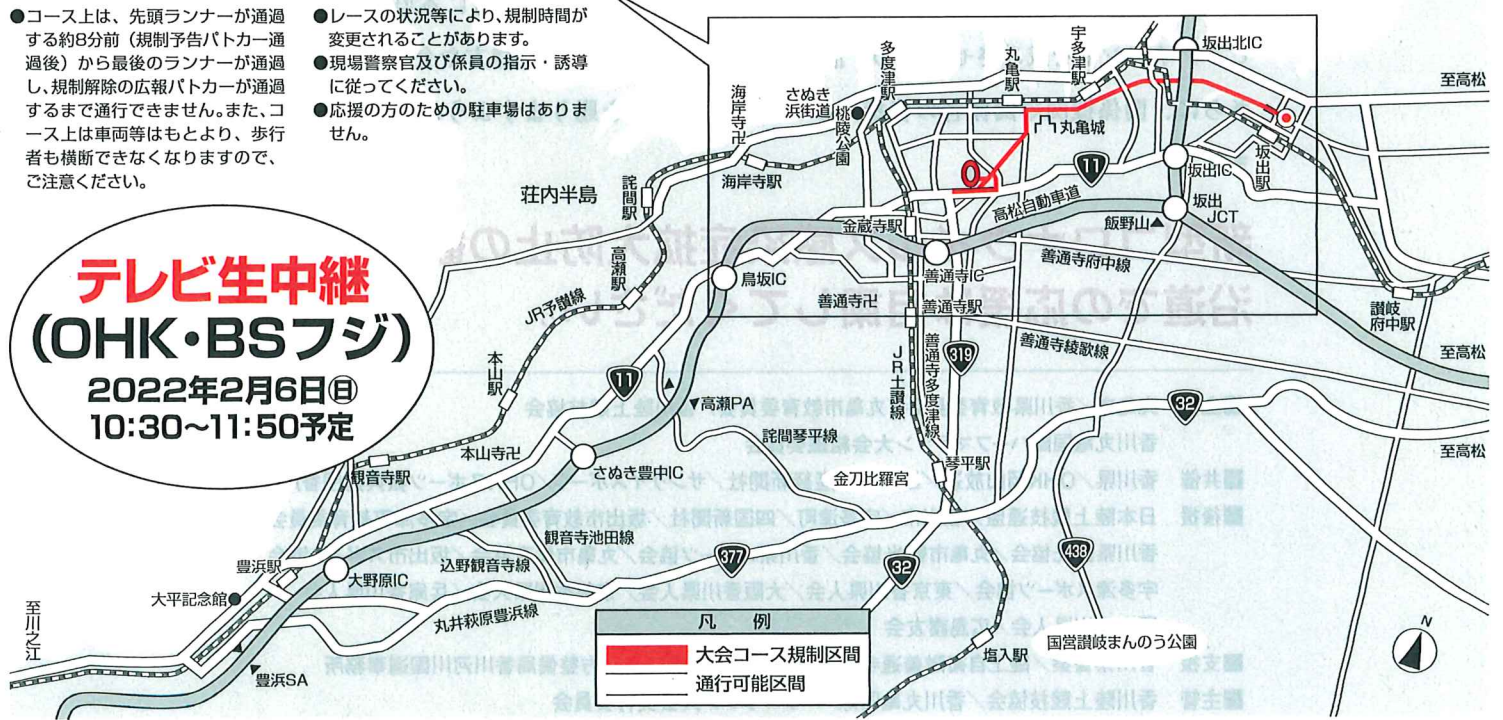 ●コース上は、先頭ランナーが通過
する約8分前（規制予告パトカー通
過後）から最後のランナーが通過
し、規制解除の広報パトカーが通過
するまで通行できません。また、コ
ース上は車両等はもとより、歩行
者も横断できなくなりますので、
ご注意ください。
●レースの状況等により、規制時間が
変更されることがあります。
●現場警察官及び係員の指示・誘導
に従ってください。
●応援の方のための駐車場はありま
せん。
テレビ生中継
（OHK・BSフジ）
2022年2月6日㊐
10:30〜11:50予定
坂出北IC
宇多津駅
丸亀駅
多度津駅
至高松
さぬき
浜街道
桃陵公園
海岸寺卍
丸亀城
海岸寺駅
11
坂出IC
坂出駅
荘内半島
詫間駅
高松自動車道
坂出
JCT
飯野山▲
金蔵寺駅
高瀬駅
善通寺IC
善通寺府中線
鳥坂IC
善通寺卍
善通寺駅
讃岐
府中駅
JR予讃線
善通寺綾歌線
至高松
319
JR土讃線
善通寺多度津線
本山駅
11
▼高瀬PA
32
詫間琴平線
至高松
本山寺卍
さぬき豊中IC
琴平駅
金刀比羅宮
観音寺駅
観音寺池田線
込野観音寺線
377
32
438
豊浜駅
大野原IC
大平記念館●
丸井萩原豊浜線
至川之江
豊浜SA
凡例
大会コース規制区間
通行可能区間
塩入駅
国営讃岐まんのう公園
N